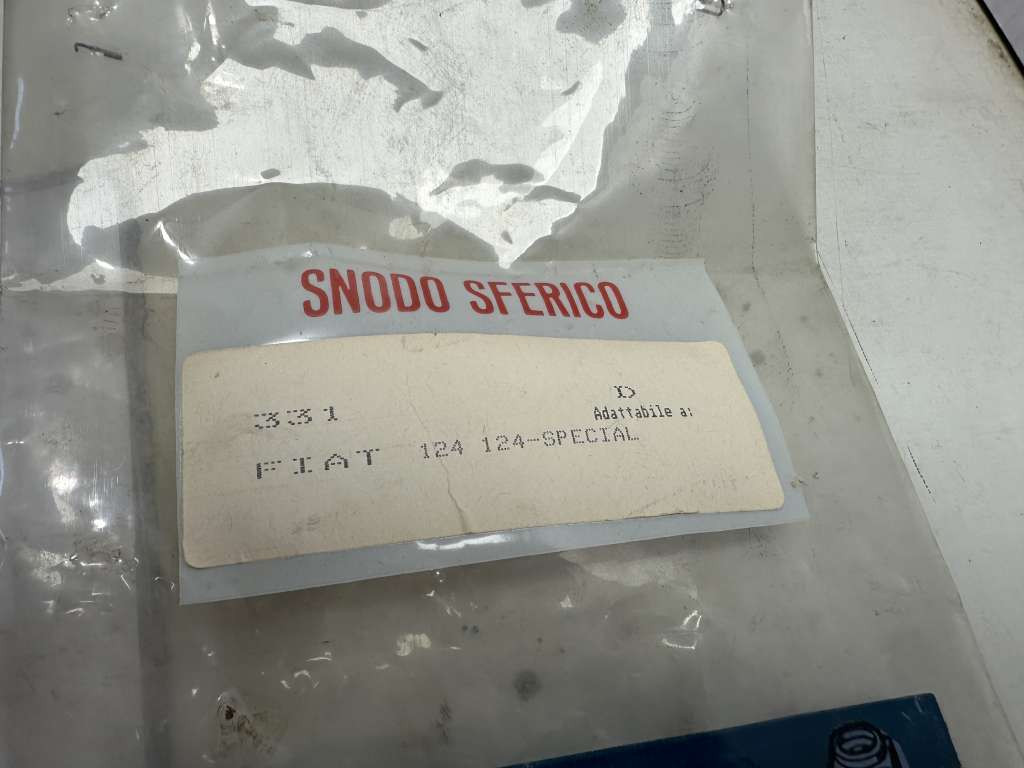 SNODO SFERICO
331 D
Adattabile a:
FIAT 124 124-SPECIAL